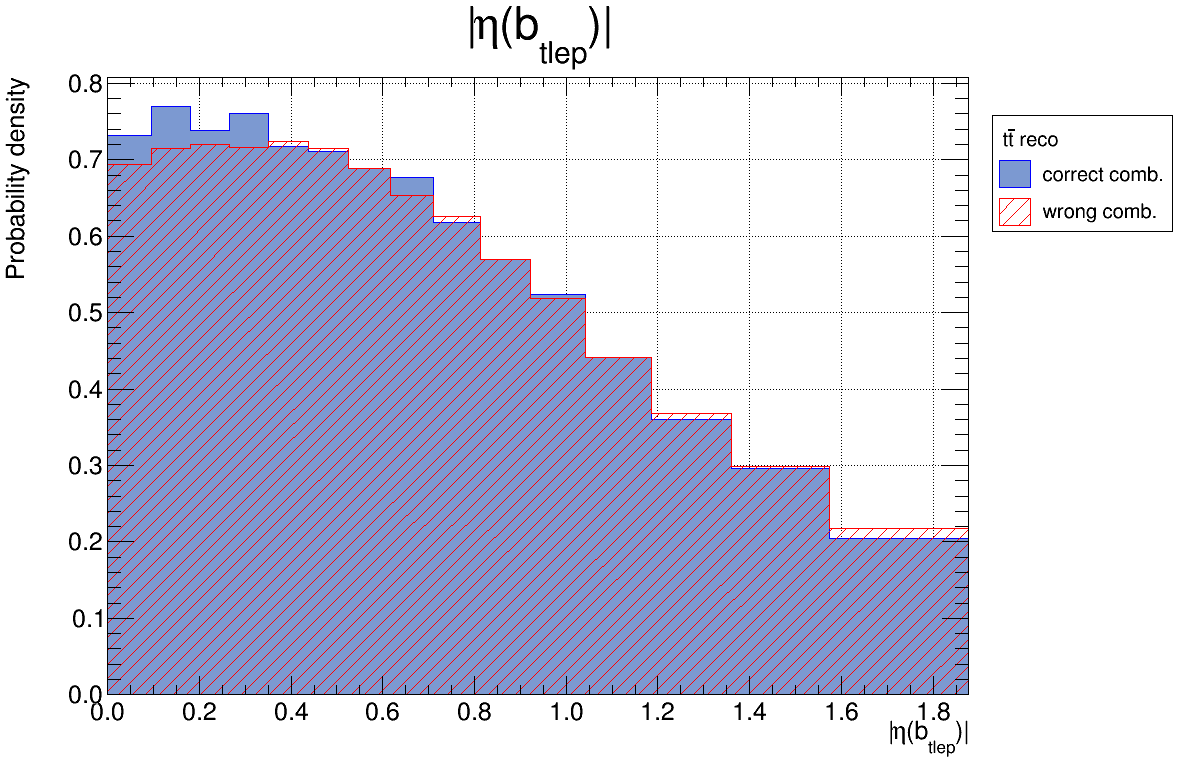 |η(b_tlep)|
Probability density
0.8
0.7
0.6
0.5
0.4
0.3
0.2
0.1
0.0
0.0 0.2 0.4 0.6 0.8 1.0 1.2 1.4 1.6 1.8
|η(b_tlep)|
tt̄ reco
correct comb.
wrong comb.